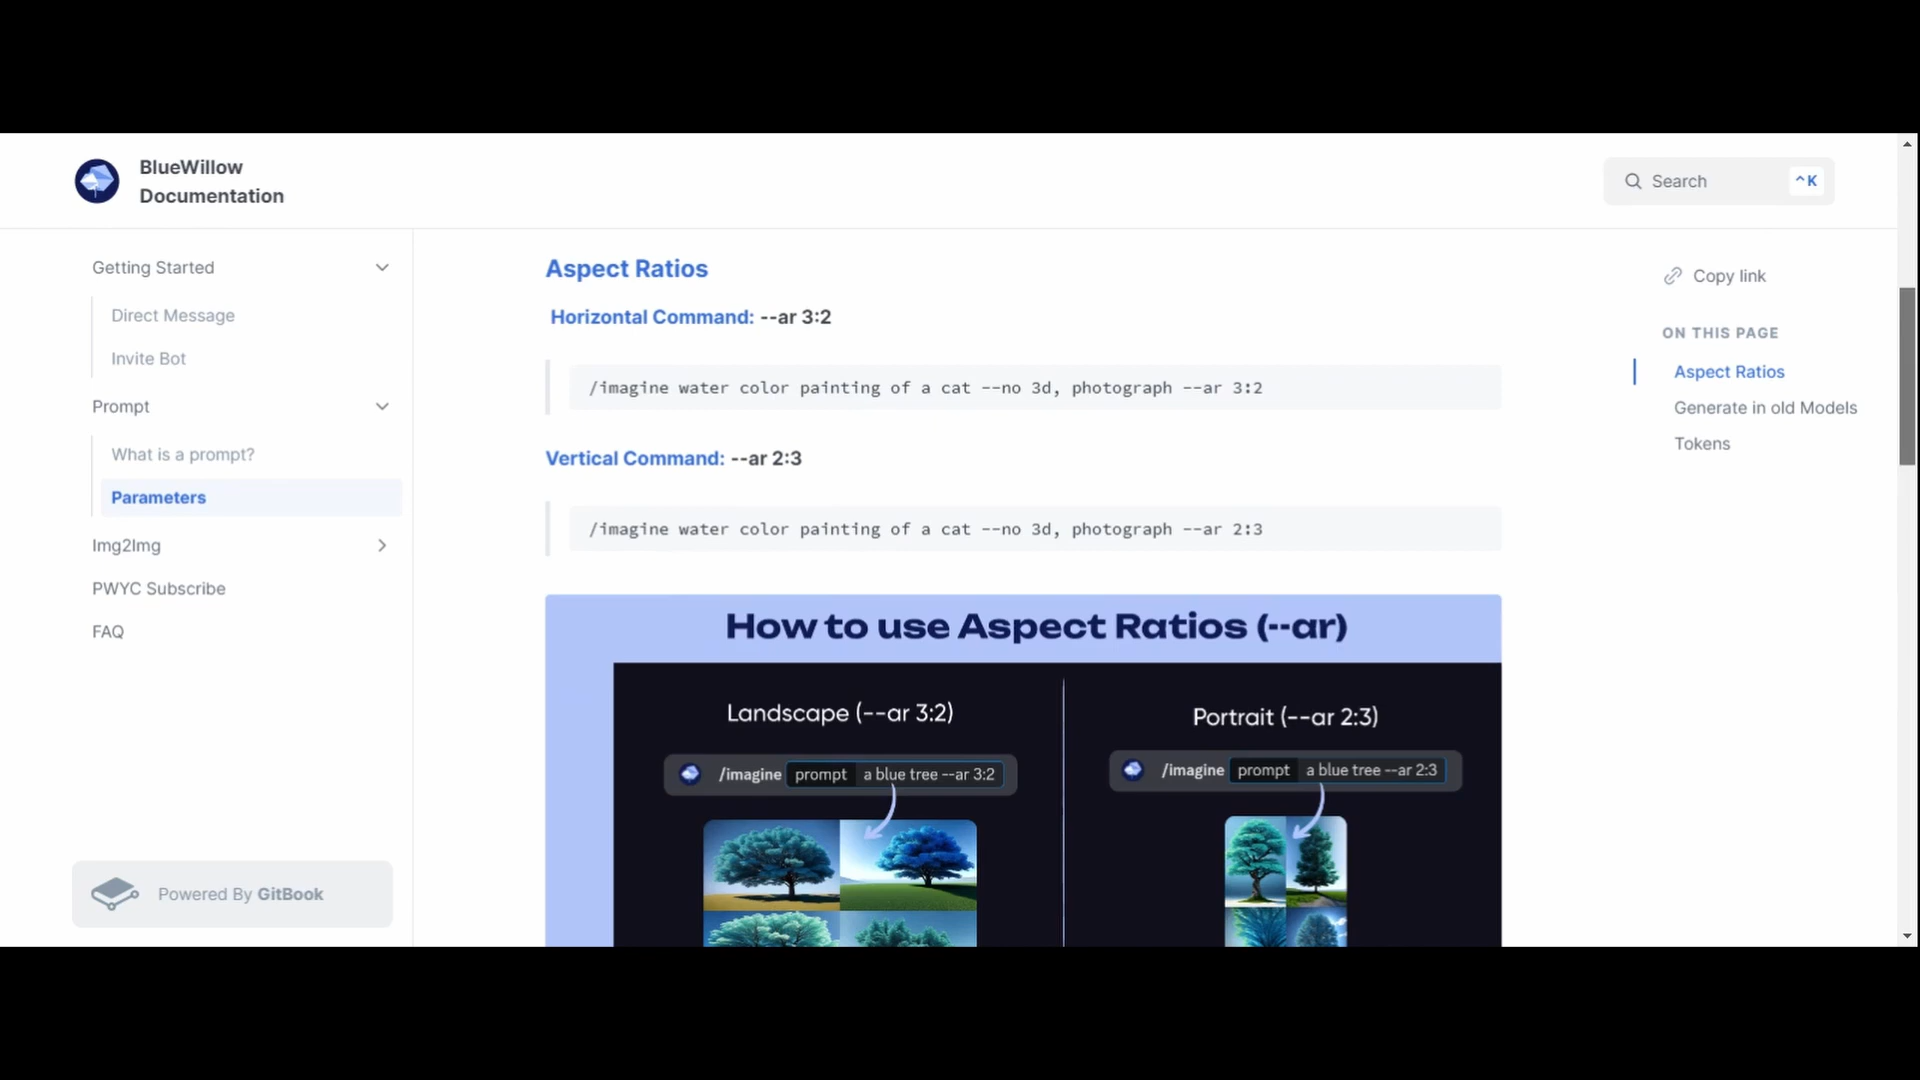 BlueWillow
Documentation
Search
^K
Getting Started
Direct Message
Invite Bot
Prompt
What is a prompt?
Parameters
Img2Img
PWYC Subscribe
FAQ
Powered By GitBook
Aspect Ratios
Horizontal Command: --ar 3:2
/imagine water color painting of a cat --no 3d, photograph --ar 3:2
Vertical Command: --ar 2:3
/imagine water color painting of a cat --no 3d, photograph --ar 2:3
How to use Aspect Ratios (--ar)
Landscape (--ar 3:2)
/imagine prompt a blue tree --ar 3:2
Portrait (--ar 2:3)
/imagine prompt a blue tree --ar 2:3
Copy link
ON THIS PAGE
Aspect Ratios
Generate in old Models
Tokens